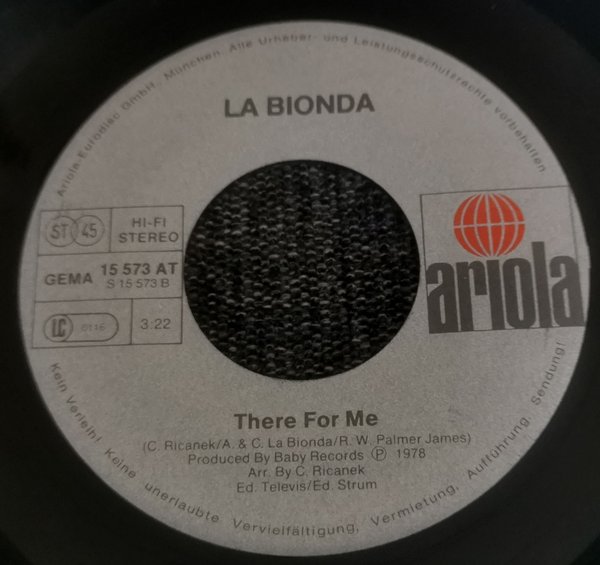 Ariola-Eurodisc GmbH., München. Alle Urheber- und Leistungsschutzrechte vorbehalten
LA BIONDA
ST 45
HI-FI
STEREO
GEMA
15 573 AT
S 15 573 B
LC 0116
3.22
ariola
There For Me
(C. Ricanek/A. & C. La Bionda/R. W. Palmer James)
Produced By Baby Records Ⓟ 1978
Arr. By C. Ricanek
Ed. Televis/Ed. Strum
Kein Verleih! Keine unerlaubte Vervielfältigung, Vermietung, Aufführung, Sendung!